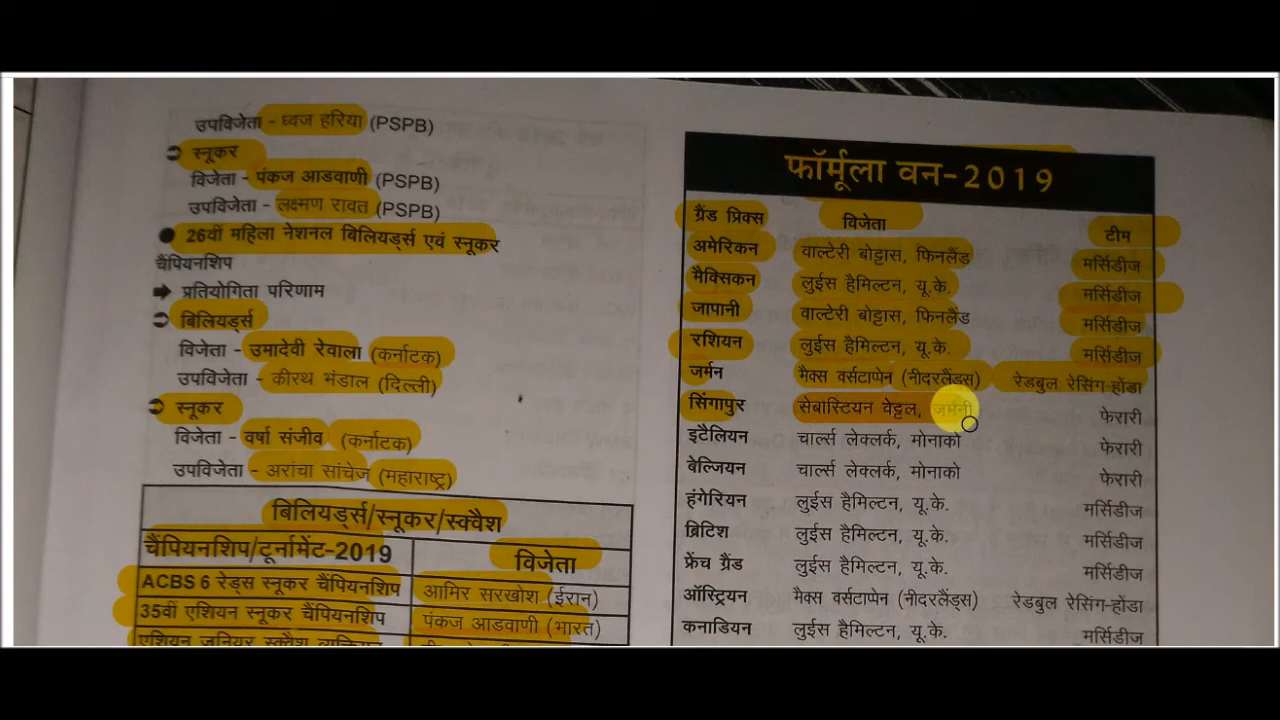 उपविजेता - ध्वज हरिया (PSPB)
➲ स्नूकर
विजेता - पंकज आडवाणी (PSPB)
उपविजेता - लक्ष्मण रावत (PSPB)
● 26वीं महिला नेशनल बिलियर्ड्स एवं स्नूकर
चैंपियनशिप
➡ प्रतियोगिता परिणाम
➲ बिलियर्ड्स
विजेता - उमादेवी रेवाला (कर्नाटक)
उपविजेता - कीरथ भंडाल (दिल्ली)
➲ स्नूकर
विजेता - वर्षा संजीव (कर्नाटक)
उपविजेता - अरांचा सांचेज (महाराष्ट्र)
बिलियर्ड्स/स्नूकर/स्क्वैश
चैंपियनशिप/टूर्नामेंट-2019 विजेता
ACBS 6 रेड्स स्नूकर चैंपियनशिप आमिर सरखोश (ईरान)
35वीं एशियन स्नूकर चैंपियनशिप पंकज आडवाणी (भारत)
एशियन जूनियर स्क्वैश
फॉर्मूला वन-2019
ग्रैंड प्रिक्स विजेता टीम
अमेरिकन वाल्टेरी बोट्टास, फिनलैंड मर्सिडीज
मैक्सिकन लुईस हैमिल्टन, यू.के. मर्सिडीज
जापानी वाल्टेरी बोट्टास, फिनलैंड मर्सिडीज
रशियन लुईस हैमिल्टन, यू.के. मर्सिडीज
जर्मन मैक्स वर्सटाप्पेन (नीदरलैंड्स) रेडबुल रेसिंग-होंडा
सिंगापुर सेबास्टियन वेट्टल, जर्मनी फेरारी
इटैलियन चार्ल्स लेक्लर्क, मोनाको फेरारी
बेल्जियन चार्ल्स लेक्लर्क, मोनाको फेरारी
हंगेरियन लुईस हैमिल्टन, यू.के. मर्सिडीज
ब्रिटिश लुईस हैमिल्टन, यू.के. मर्सिडीज
फ्रेंच ग्रैंड लुईस हैमिल्टन, यू.के. मर्सिडीज
ऑस्ट्रियन मैक्स वर्सटाप्पेन (नीदरलैंड्स) रेडबुल रेसिंग-होंडा
कनाडियन लुईस हैमिल्टन, यू.के. मर्सिडीज